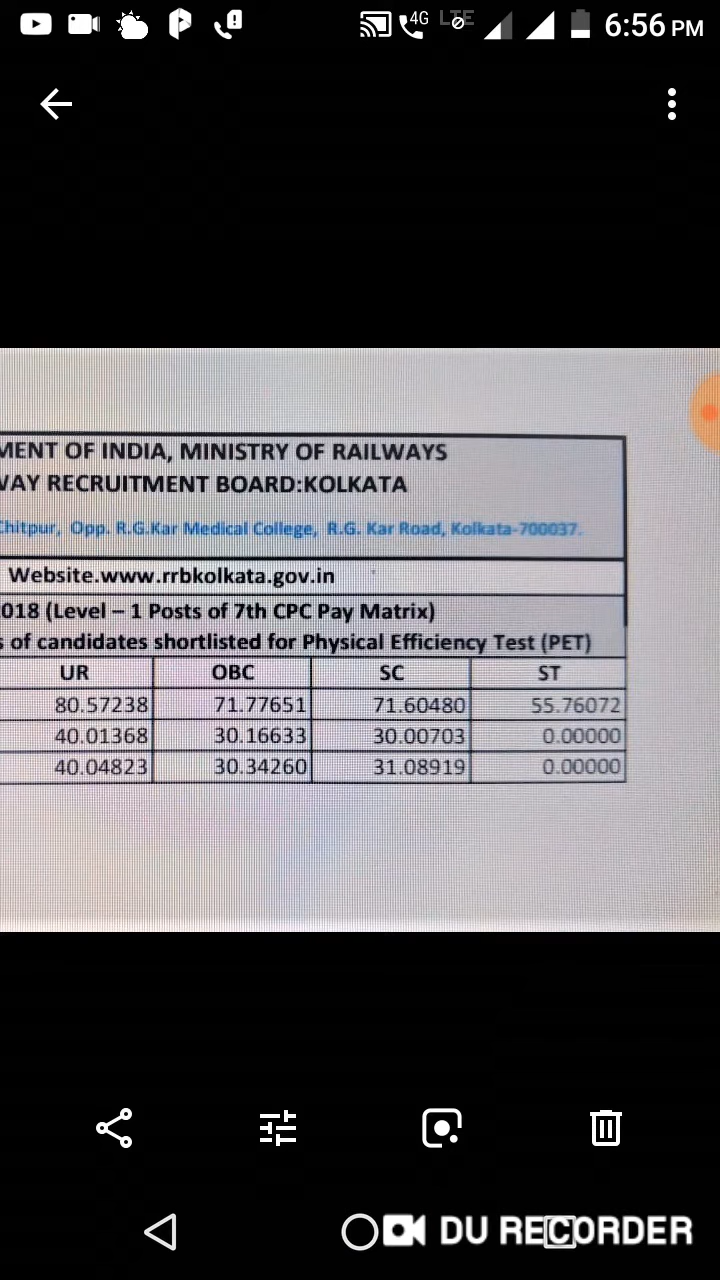 4G LTE 6:56 PM
MENT OF INDIA, MINISTRY OF RAILWAYS
WAY RECRUITMENT BOARD:KOLKATA
Chitpur, Opp. R.G.Kar Medical College, R.G. Kar Road, Kolkata-700037.
Website.www.rrbkolkata.gov.in
018 (Level – 1 Posts of 7th CPC Pay Matrix)
s of candidates shortlisted for Physical Efficiency Test (PET)
UR OBC SC ST
80.57238 71.77651 71.60480 55.76072
40.01368 30.16633 30.00703 0.00000
40.04823 30.34260 31.08919 0.00000
DU RECORDER